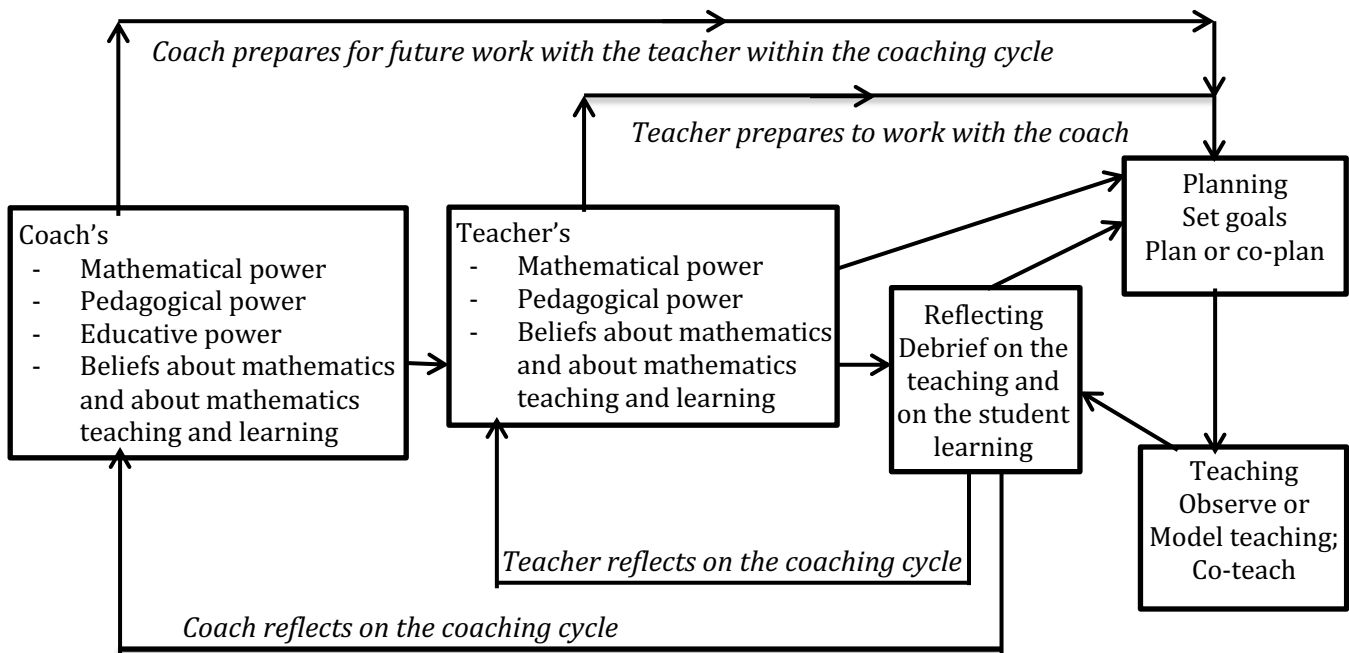 Coach prepares for future work with the teacher within the coaching cycle
Teacher prepares to work with the coach
Coach’s
- Mathematical power
- Pedagogical power
- Educative power
- Beliefs about mathematics
and about mathematics
teaching and learning
Teacher’s
- Mathematical power
- Pedagogical power
- Beliefs about mathematics
and about mathematics
teaching and learning
Planning
Set goals
Plan or co-plan
Reflecting
Debrief on the
teaching and
on the student
learning
Teaching
Observe or
Model teaching;
Co-teach
Teacher reflects on the coaching cycle
Coach reflects on the coaching cycle